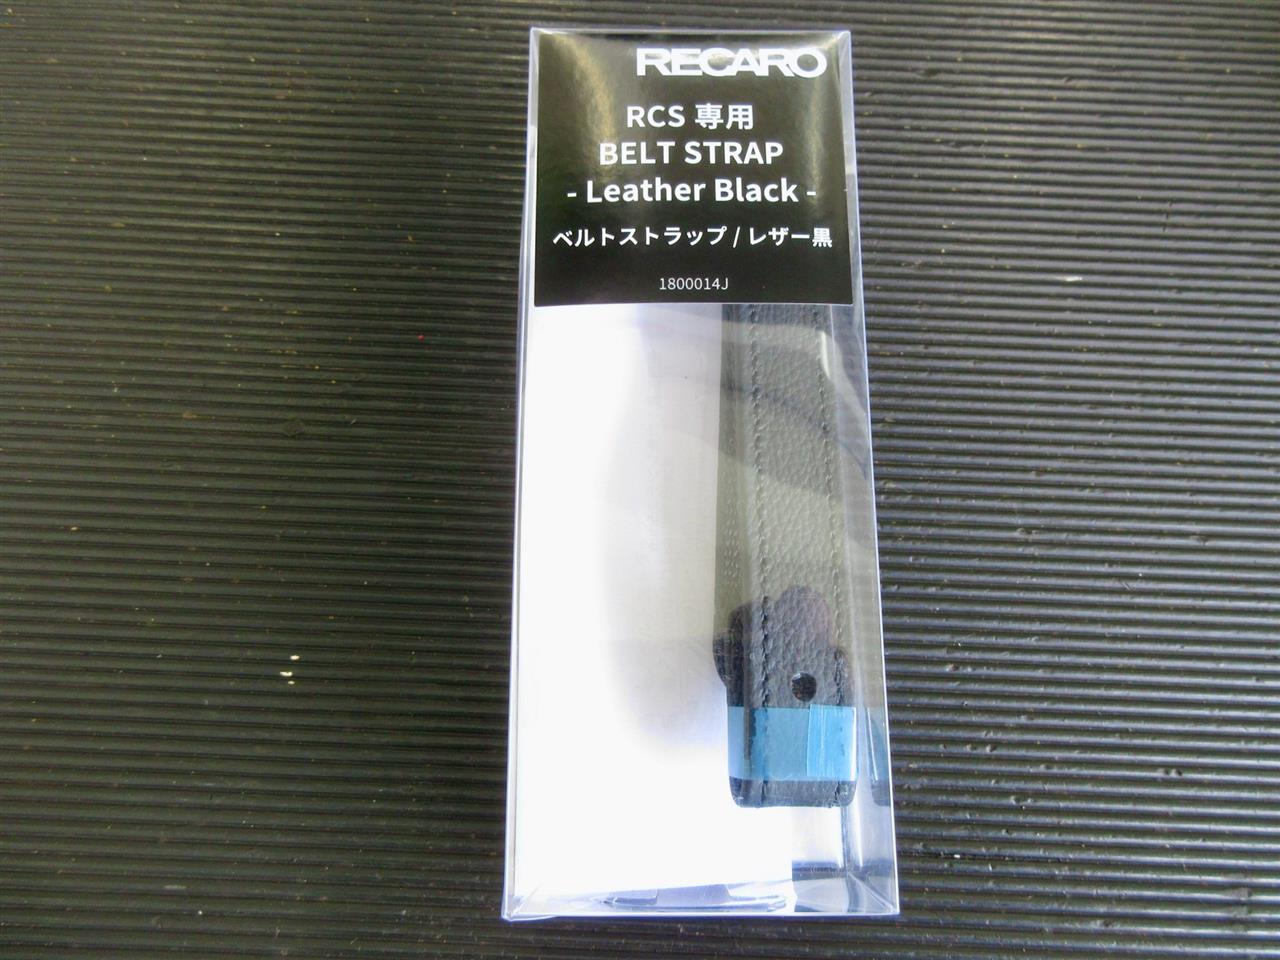 RECARO
RCS 専用
BELT STRAP
- Leather Black -
ベルトストラップ / レザー黒
1800014J